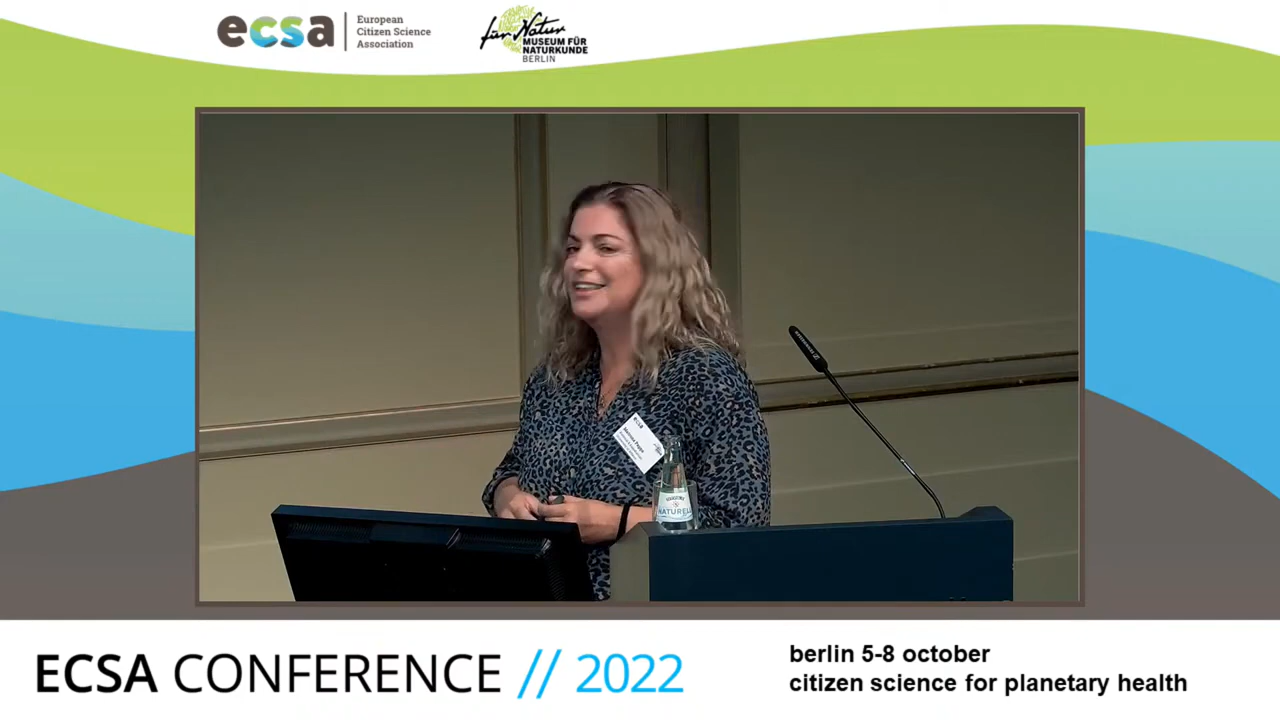 ecsa
European
Citizen Science
Association
für Natur
MUSEUM FÜR
NATURKUNDE
BERLIN
ecsa
NATURELL
ECSA CONFERENCE // 2022
berlin 5-8 october
citizen science for planetary health